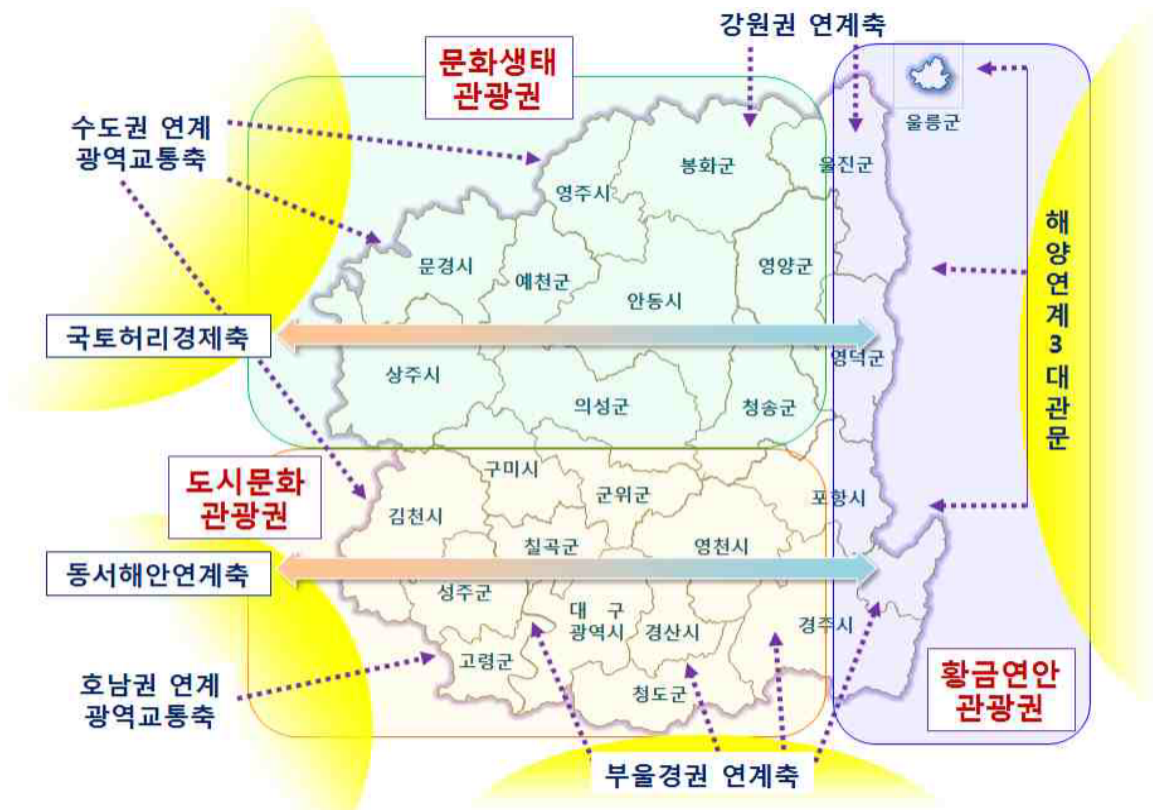 강원권 연계축
문화생태
관광권
수도권 연계
광역교통축
울릉군
봉화군
울진군
영주시
해양연계3대관문
문경시
예천군
영양군
안동시
국토허리경제축
영덕군
상주시
의성군
청송군
도시문화
관광권
구미시
군위군
포항시
김천시
칠곡군
영천시
동서해안연계축
성주군
대 구
광역시
경산시
경주시
고령군
호남권 연계
광역교통축
청도군
황금연안
관광권
부울경권 연계축